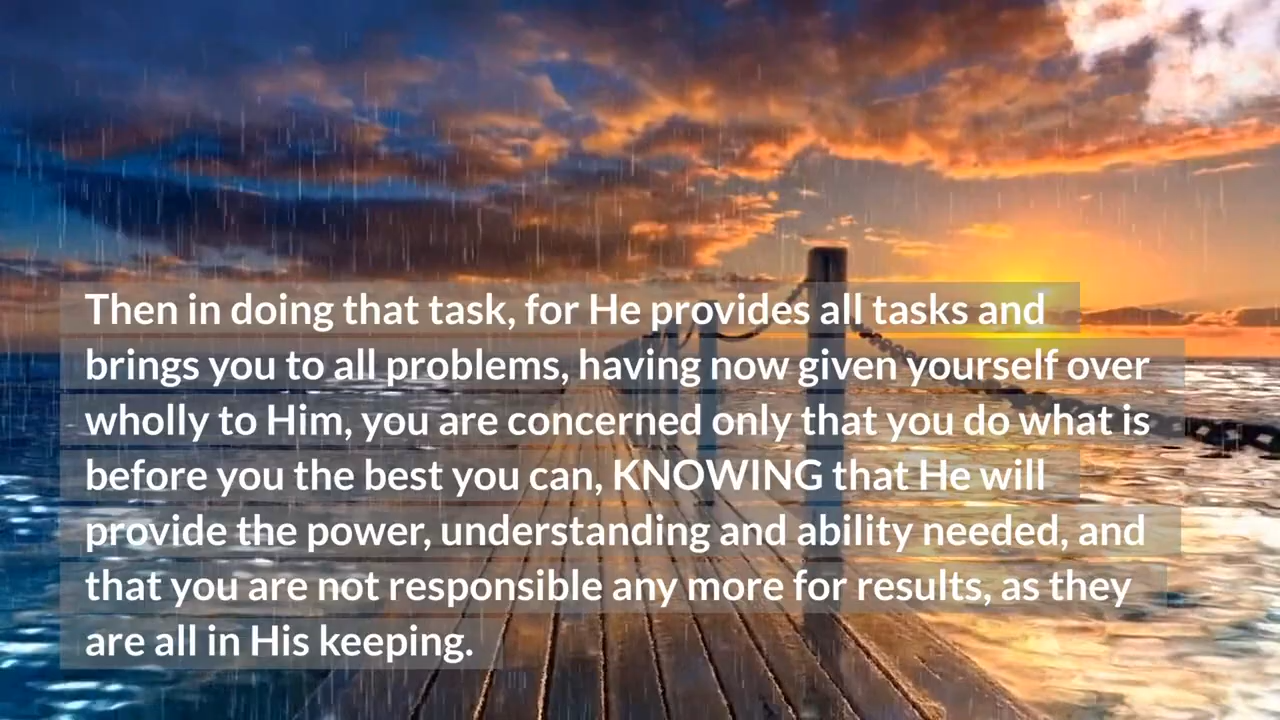 Then in doing that task, for He provides all tasks and
brings you to all problems, having now given yourself over
wholly to Him, you are concerned only that you do what is
before you the best you can, KNOWING that He will
provide the power, understanding and ability needed, and
that you are not responsible any more for results, as they
are all in His keeping.